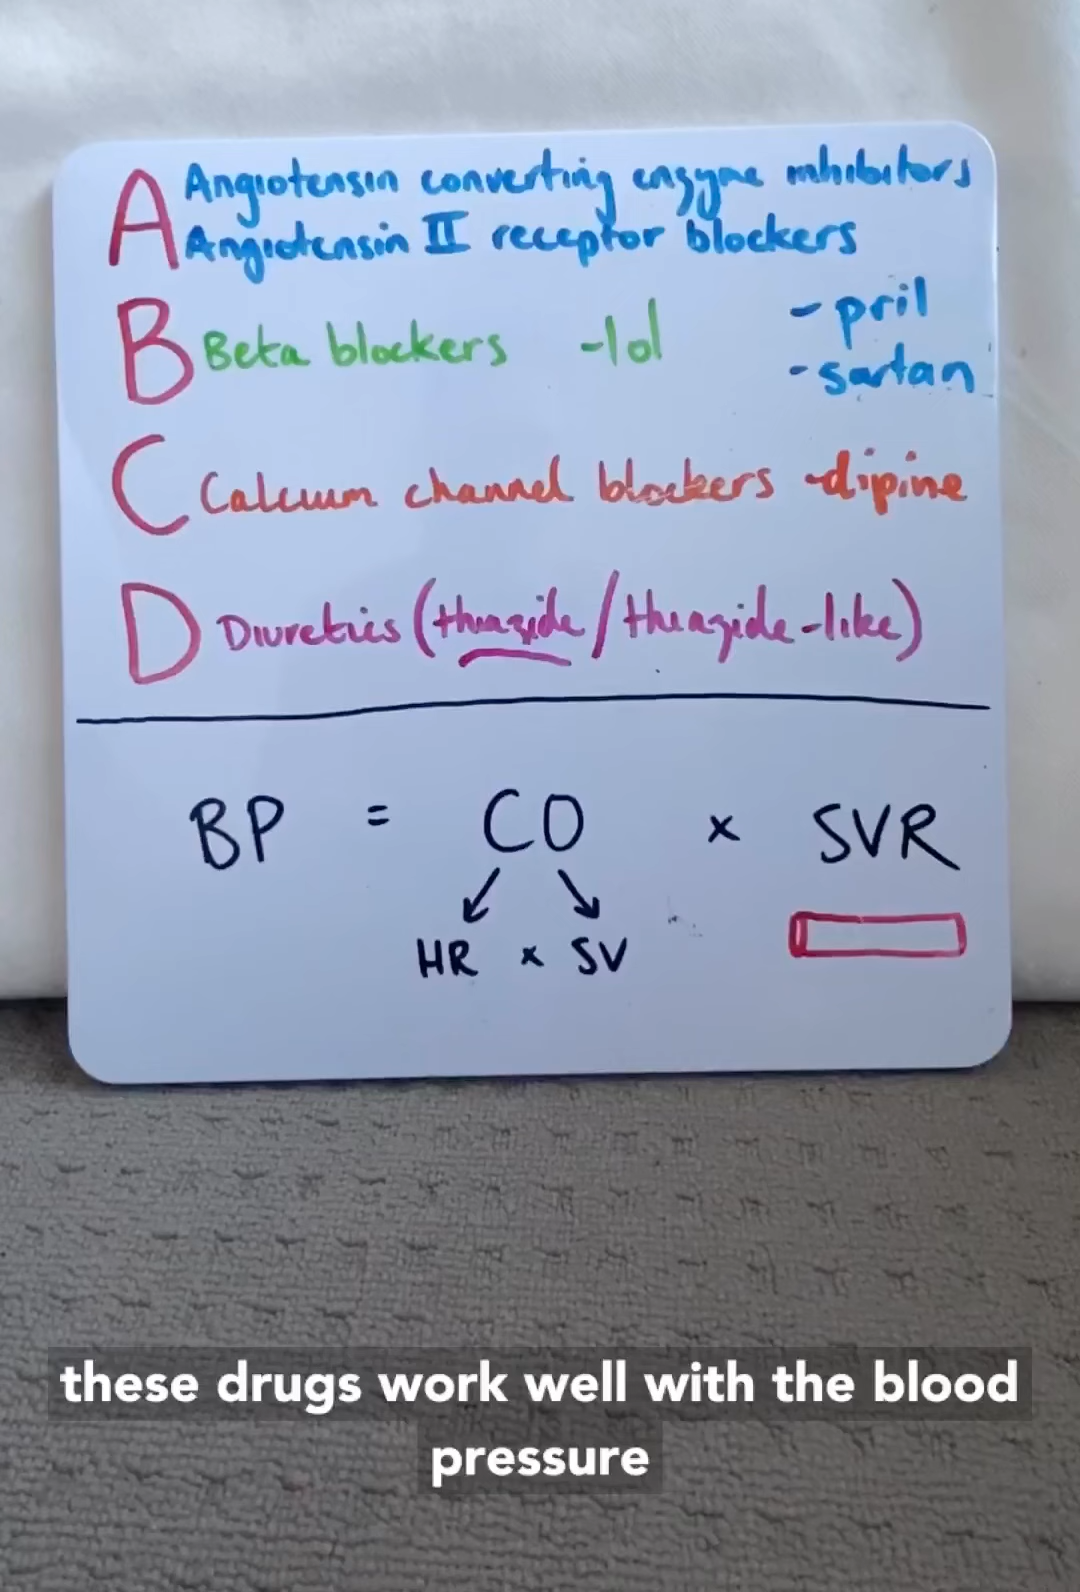 A Angiotensin converting enzyme inhibitors
Angiotensin II receptor blockers
-pril
B Beta blockers -lol
-sartan
C Calcium channel blockers -dipine
D Diuretics (thiazide/thiazide-like)
BP = CO x SVR
HR x SV
these drugs work well with the blood
pressure